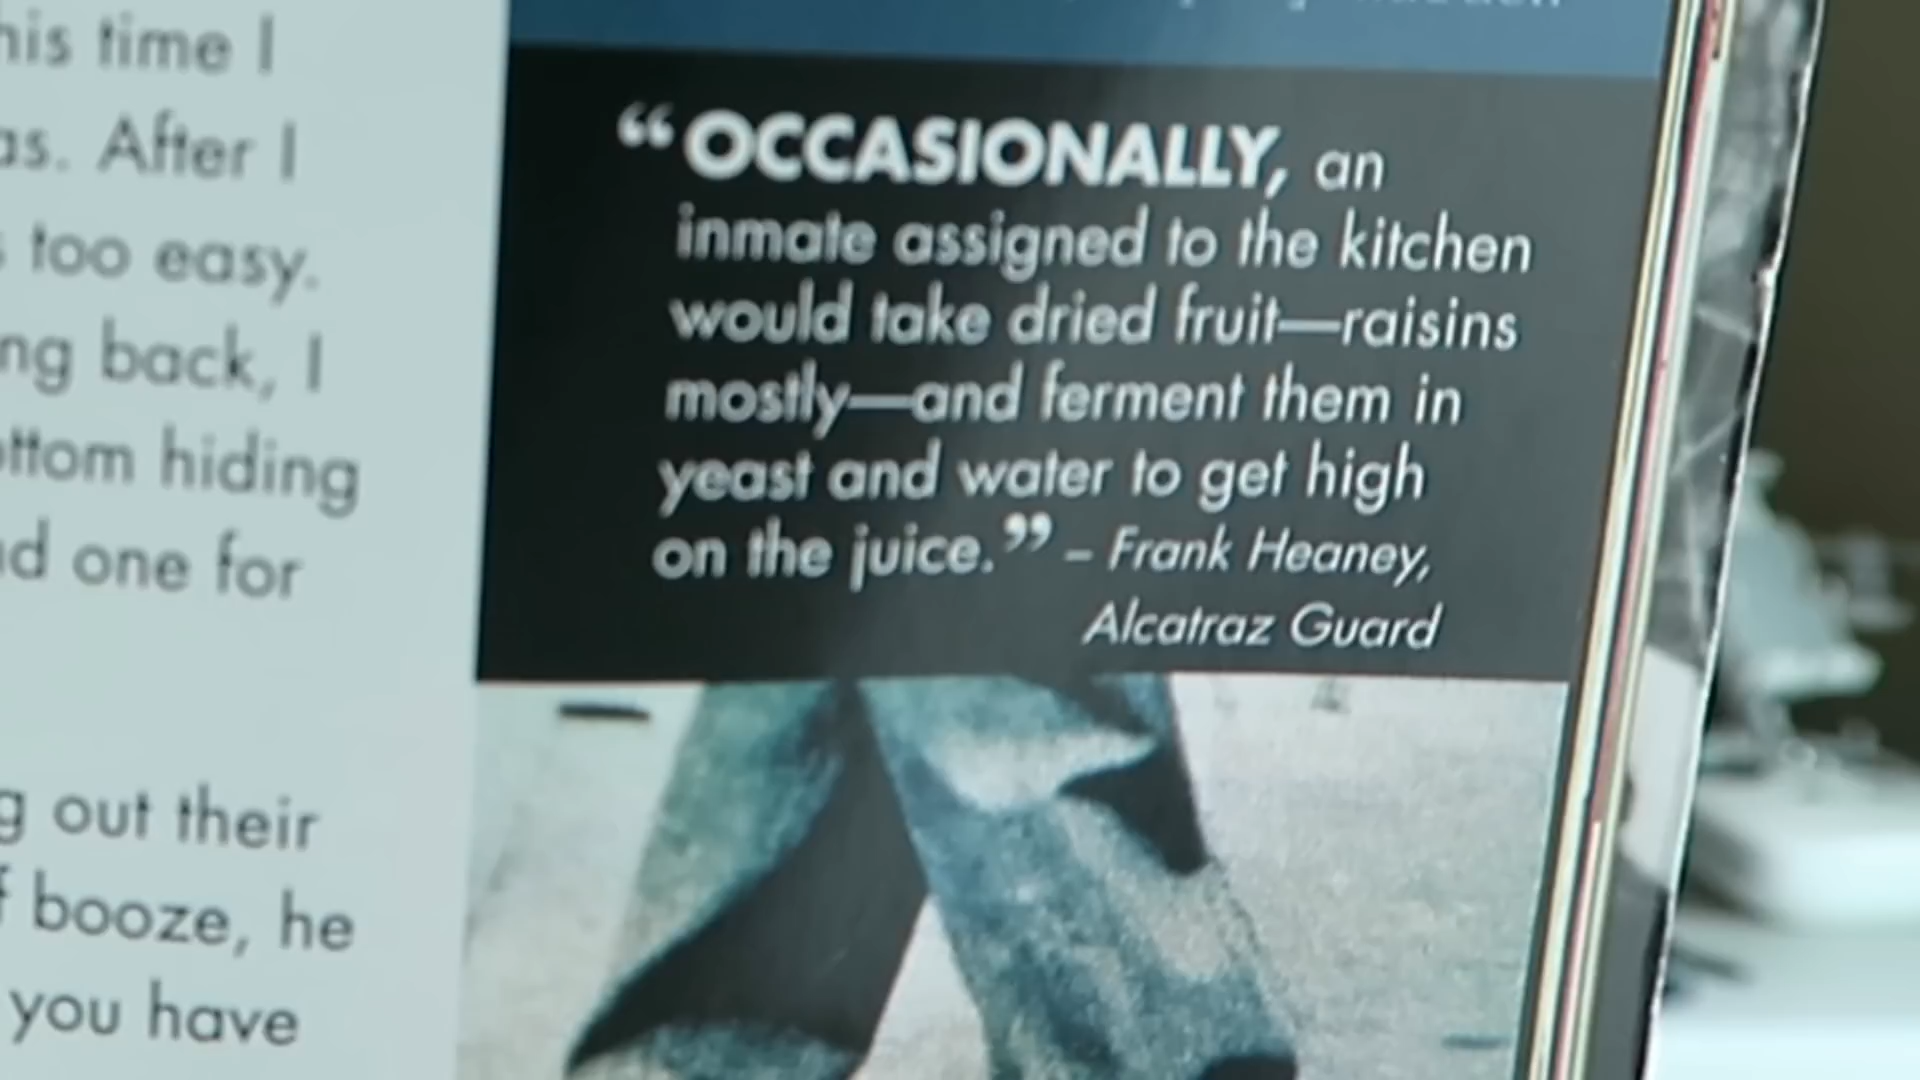 his time I
as. After I
too easy.
ng back, I
ottom hiding
d one for
g out their
f booze, he
you have
“OCCASIONALLY, an
inmate assigned to the kitchen
would take dried fruit—raisins
mostly—and ferment them in
yeast and water to get high
on the juice.” – Frank Heaney,
Alcatraz Guard